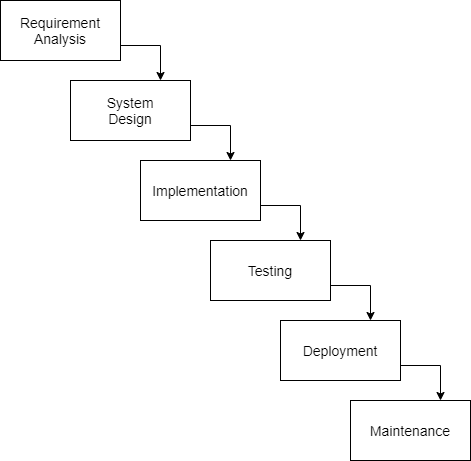 Requirement
Analysis
System
Design
Implementation
Testing
Deployment
Maintenance